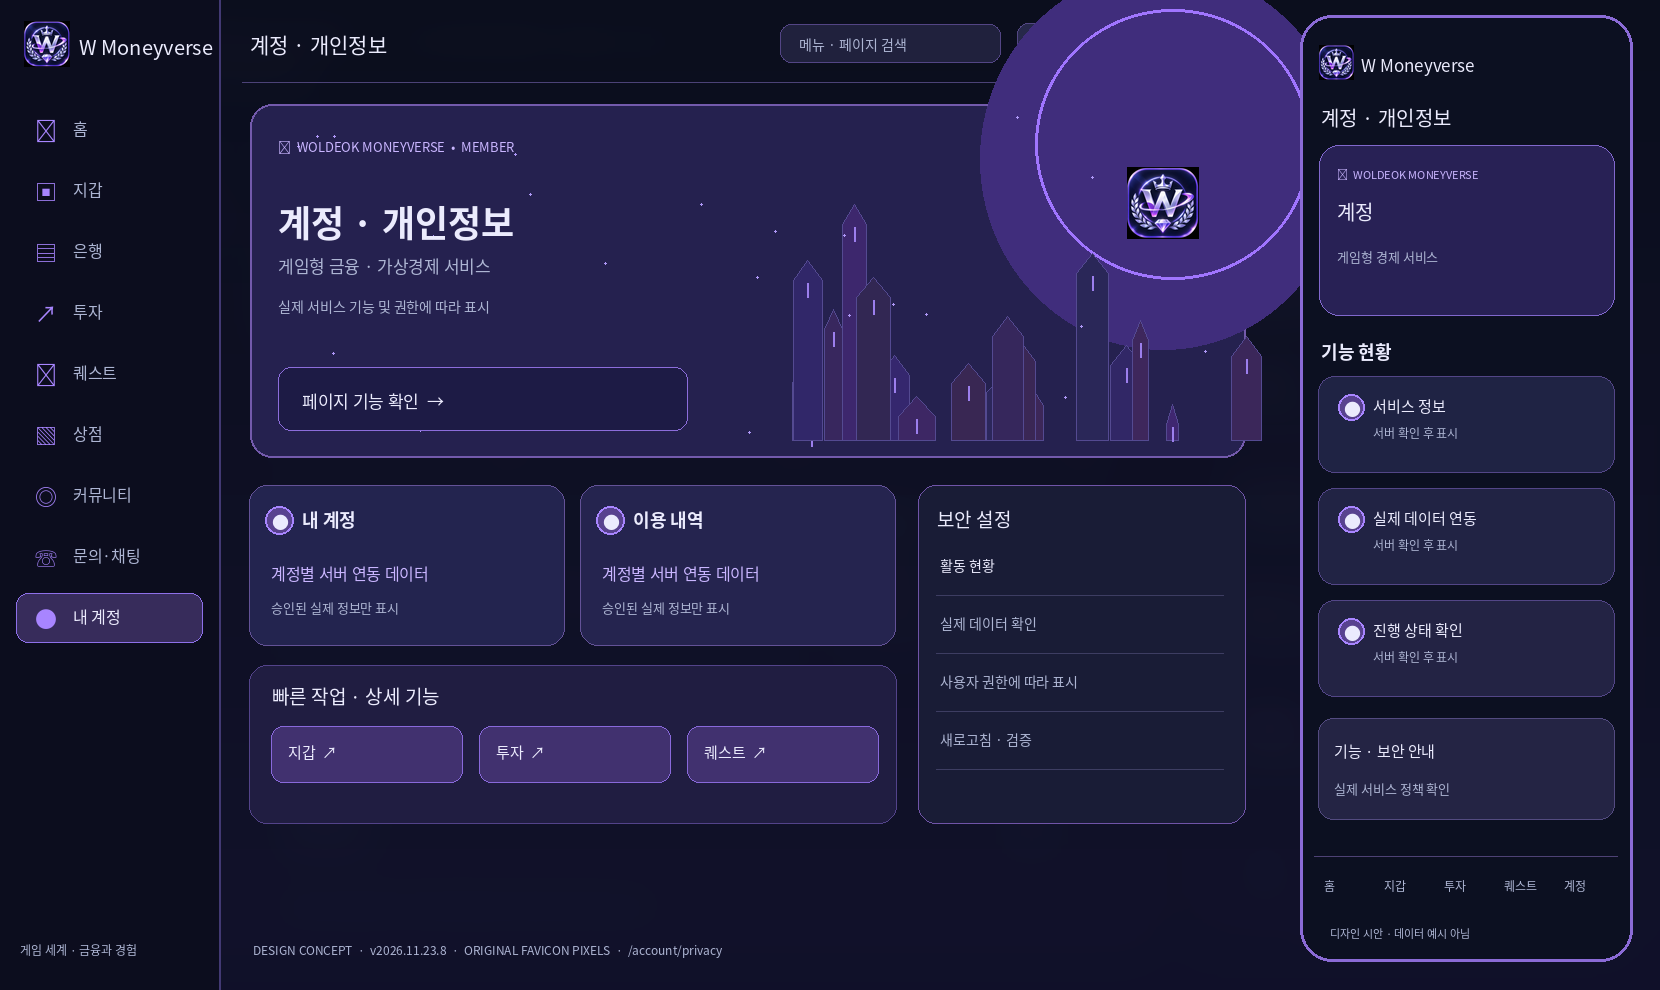 W Moneyverse
홈
지갑
은행
투자
퀘스트
상점
커뮤니티
문의·채팅
내 계정
게임 세계 · 금융과 경험
계정 · 개인정보
메뉴 · 페이지 검색
WOLDEOK MONEYVERSE • MEMBER
계정 · 개인정보
게임형 금융 · 가상경제 서비스
실제 서비스 기능 및 권한에 따라 표시
페이지 기능 확인 →
W
내 계정
계정별 서버 연동 데이터
승인된 실제 정보만 표시
이용 내역
계정별 서버 연동 데이터
승인된 실제 정보만 표시
보안 설정
활동 현황
실제 데이터 확인
사용자 권한에 따라 표시
새로고침 · 검증
빠른 작업 · 상세 기능
지갑 ↗
투자 ↗
퀘스트 ↗
DESIGN CONCEPT · v2026.11.23.8 · ORIGINAL FAVICON PIXELS · /account/privacy
W Moneyverse
계정 · 개인정보
WOLDEOK MONEYVERSE
계정
게임형 경제 서비스
기능 현황
서비스 정보
서버 확인 후 표시
실제 데이터 연동
서버 확인 후 표시
진행 상태 확인
서버 확인 후 표시
기능 · 보안 안내
실제 서비스 정책 확인
홈 지갑 투자 퀘스트 계정
디자인 시안 · 데이터 예시 아님